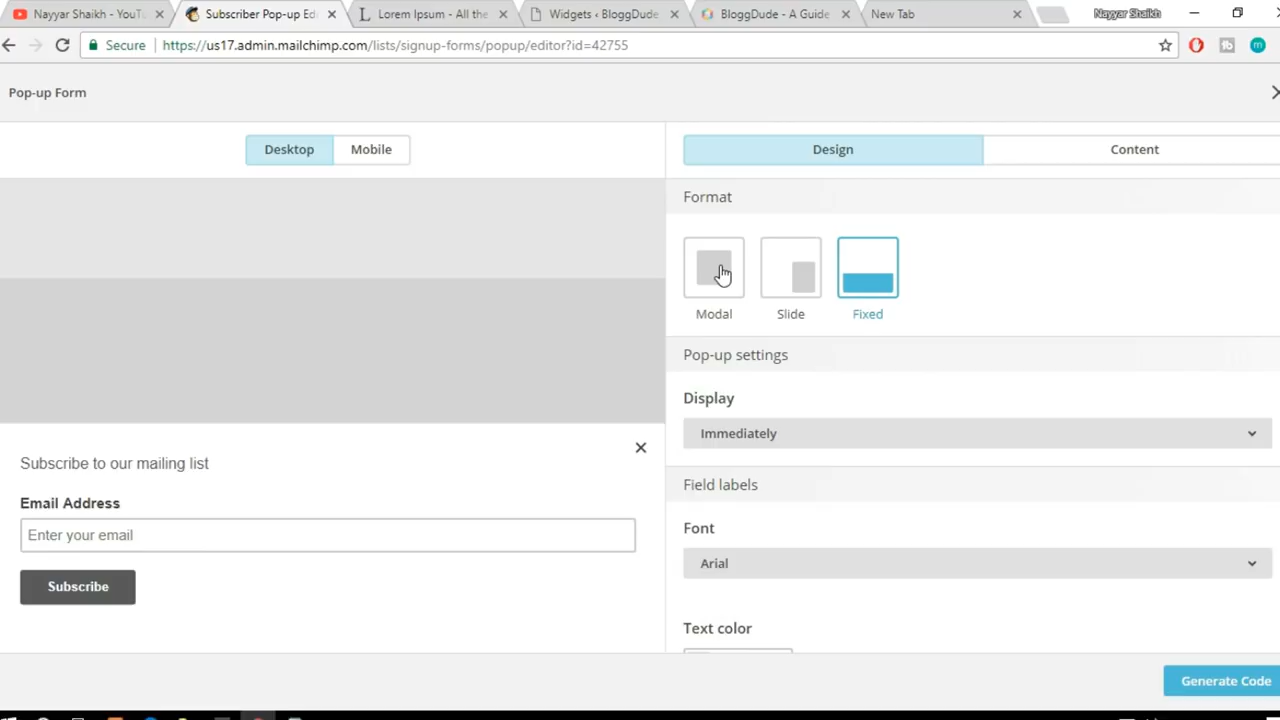 Nayyar Shaikh - YouTu
Subscriber Pop-up Edi
Lorem Ipsum - All the
Widgets ‹ BloggDude
BloggDude - A Guide
New Tab
Nayyar Shaikh
Secure
https://us17.admin.mailchimp.com/lists/signup-forms/popup/editor?id=42755
Pop-up Form
Desktop
Mobile
Design
Content
Format
Modal
Slide
Fixed
Pop-up settings
Display
Immediately
Field labels
Font
Arial
Text color
Subscribe to our mailing list
Email Address
Enter your email
Subscribe
Generate Code